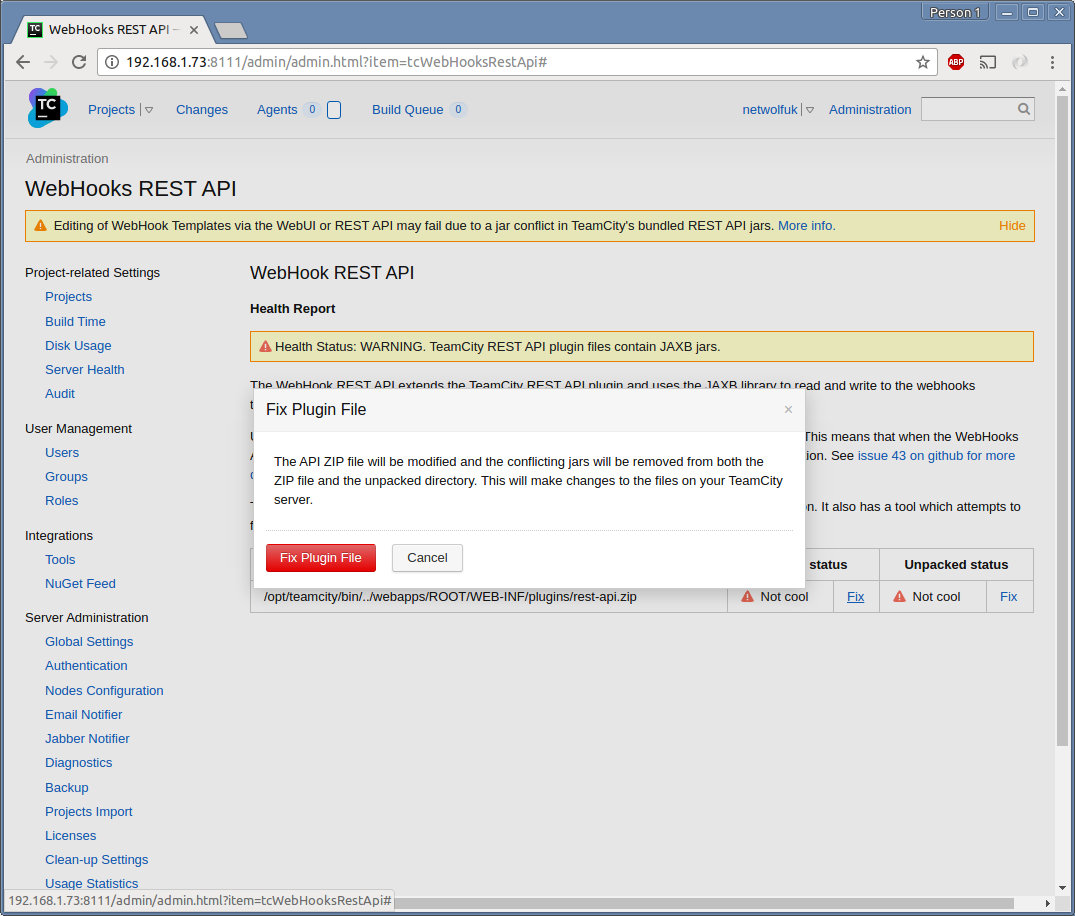 Person 1
TC WebHooks REST API –
192.168.1.73:8111/admin/admin.html?item=tcWebHooksRestApi#
ABP
TC Projects Changes Agents 0 Build Queue 0 netwolfuk Administration
Administration
WebHooks REST API
Editing of WebHook Templates via the WebUI or REST API may fail due to a jar conflict in TeamCity's bundled REST API jars. More info. Hide
Project-related Settings
Projects
Build Time
Disk Usage
Server Health
Audit
User Management
Users
Groups
Roles
Integrations
Tools
NuGet Feed
Server Administration
Global Settings
Authentication
Nodes Configuration
Email Notifier
Jabber Notifier
Diagnostics
Backup
Projects Import
Licenses
Clean-up Settings
Usage Statistics
WebHook REST API
Health Report
Health Status: WARNING. TeamCity REST API plugin files contain JAXB jars.
The WebHook REST API extends the TeamCity REST API plugin and uses the JAXB library to read and write to the webhooks
This means that when the WebHooks
See issue 43 on github for more
It also has a tool which attempts to
Fix Plugin File ×
The API ZIP file will be modified and the conflicting jars will be removed from both the
ZIP file and the unpacked directory. This will make changes to the files on your TeamCity
server.
Fix Plugin File Cancel
status Unpacked status
/opt/teamcity/bin/../webapps/ROOT/WEB-INF/plugins/rest-api.zip Not cool Fix Not cool Fix
192.168.1.73:8111/admin/admin.html?item=tcWebHooksRestApi#